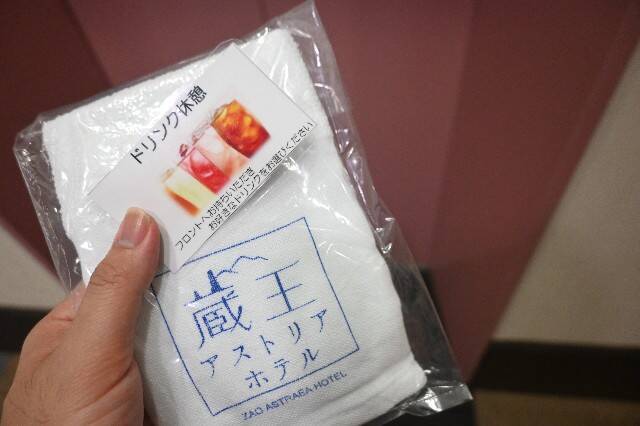 ドリンク休憩
フロントへお持ちいただき
お好きなドリンクをお選びください
蔵王
アストリア
ホテル
ZAO ASTRAEA HOTEL